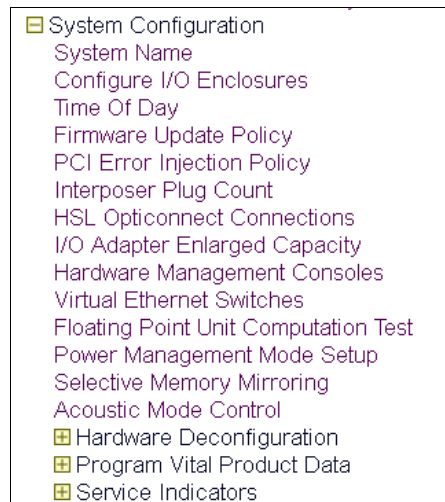 System Configuration
System Name
Configure I/O Enclosures
Time Of Day
Firmware Update Policy
PCI Error Injection Policy
Interposer Plug Count
HSL Opticonnect Connections
I/O Adapter Enlarged Capacity
Hardware Management Consoles
Virtual Ethernet Switches
Floating Point Unit Computation Test
Power Management Mode Setup
Selective Memory Mirroring
Acoustic Mode Control
Hardware Deconfiguration
Program Vital Product Data
Service Indicators